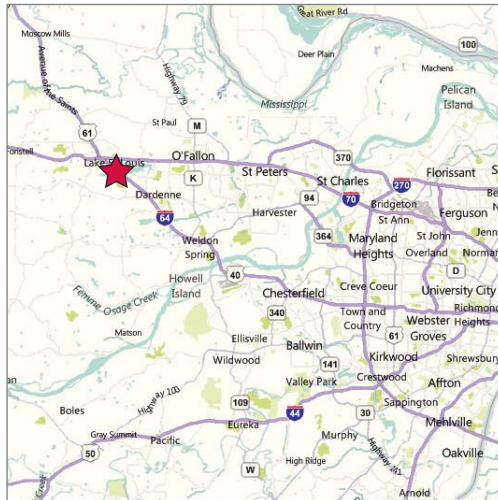 Great River Rd
Moscow Mills
100
Deer Plain
Machens
Avenue of the Saints
Highway 79
Pelican
Island
Mississippi
61
St Paul
M
O'Fallon
370
Lake St Louis
St Peters
270
Florissant
K
St Charles
Dardenne
94
70
Bridgeton
Ferguson
64
Harvester
St Ann
364
St John
Weldon
Spring
Maryland
Heights
Overland
D
40
Howell
Island
Creve Coeur
University City
Femme Osage Creek
Chesterfield
Town and
Country
Richmond
Heights
340
61
Webster
Groves
Matson
Ellisville
Ballwin
Wildwood
141
Kirkwood
Shrewsbury
Valley Park
Crestwood
Affton
Highway 100
109
44
Sappington
Boles
30
Eureka
Mehlville
Gray Summit
Pacific
Murphy
50
W
High Ridge
Oakville
Arnold